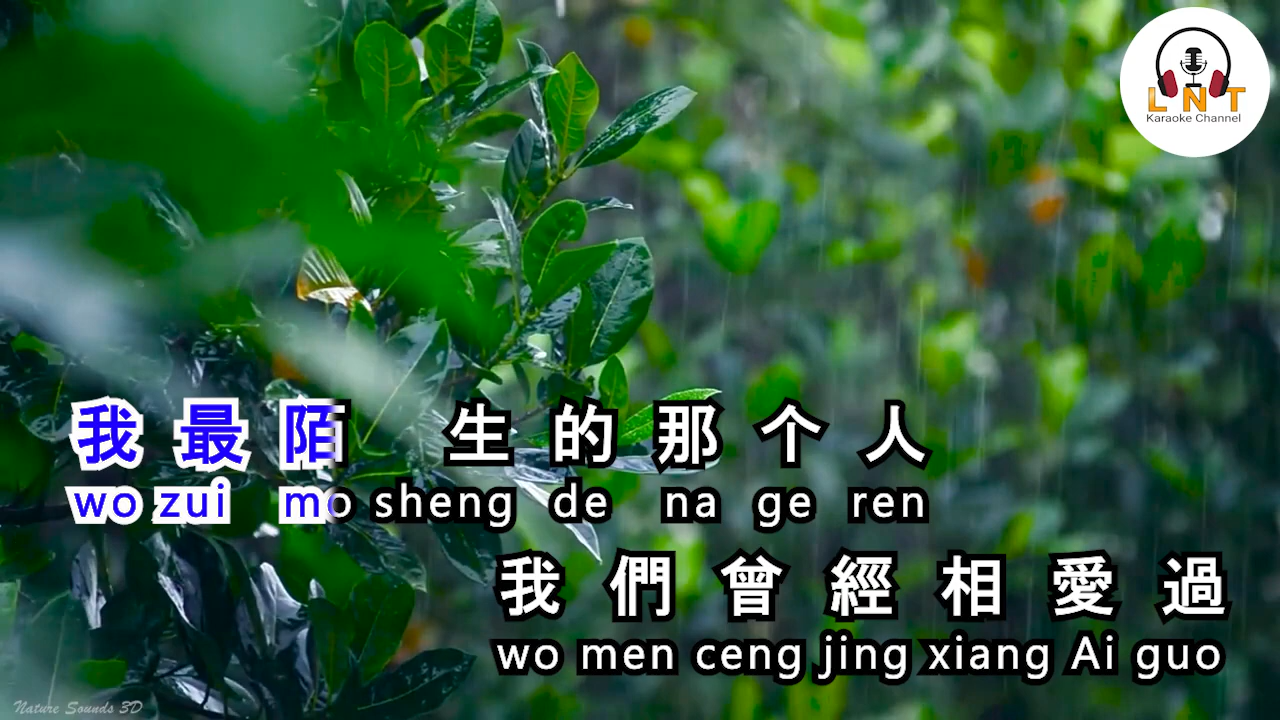 L N T
Karaoke Channel
我最陌生的那个人
wo zui mo sheng de na ge ren
我們曾經相愛過
wo men ceng jing xiang Ai guo
Nature Sounds 3D